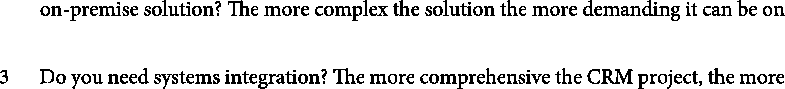 on-premise solution? The more complex the solution the more demanding it can be on
3 Do you need systems integration? The more comprehensive the CRM project, the more